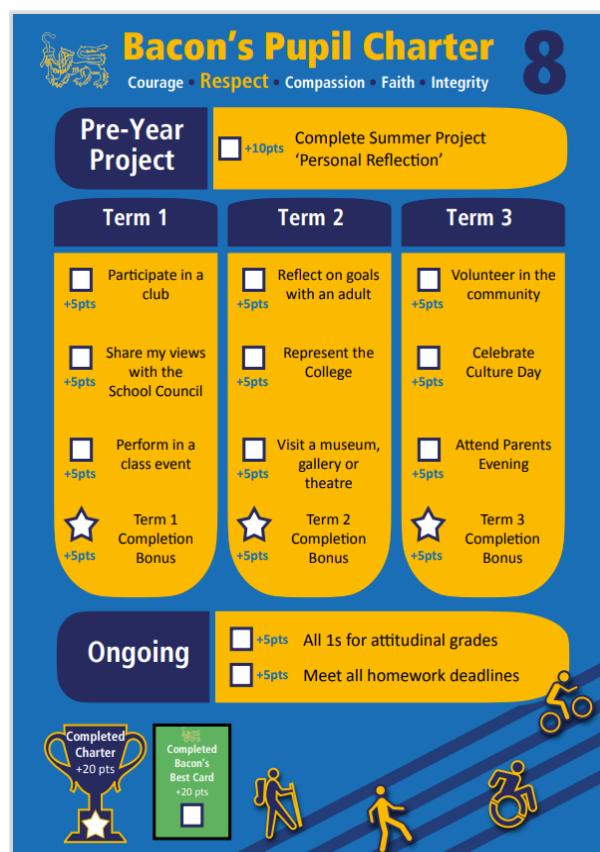 Bacon's Pupil Charter
8
Courage • Respect • Compassion • Faith • Integrity
Pre-Year
Project
+10pts
Complete Summer Project
'Personal Reflection'
Term 1
+5pts
Participate in a
club
+5pts
Share my views
with the
School Council
+5pts
Perform in a
class event
+5pts
Term 1
Completion
Bonus
Term 2
+5pts
Reflect on goals
with an adult
+5pts
Represent the
College
+5pts
Visit a museum,
gallery or
theatre
+5pts
Term 2
Completion
Bonus
Term 3
+5pts
Volunteer in the
community
+5pts
Celebrate
Culture Day
+5pts
Attend Parents
Evening
+5pts
Term 3
Completion
Bonus
Ongoing
+5pts All 1s for attitudinal grades
+5pts Meet all homework deadlines
Completed
Charter
+20 pts
Completed
Bacon's
Best Card
+20 pts